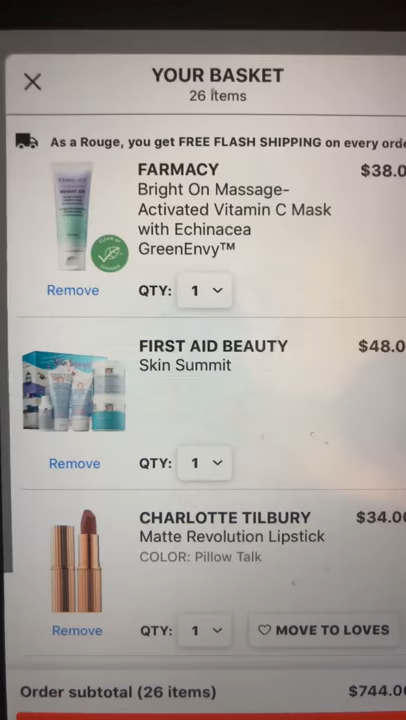 YOUR BASKET
26 items
As a Rouge, you get FREE FLASH SHIPPING on every orde
FARMACY
$38.0
Bright On Massage-
Activated Vitamin C Mask
with Echinacea
GreenEnvy™
Remove
QTY: 1
FIRST AID BEAUTY
$48.0
Skin Summit
Remove
QTY: 1
CHARLOTTE TILBURY
$34.00
Matte Revolution Lipstick
COLOR: Pillow Talk
Remove
QTY: 1
MOVE TO LOVES
Order subtotal (26 items)
$744.00